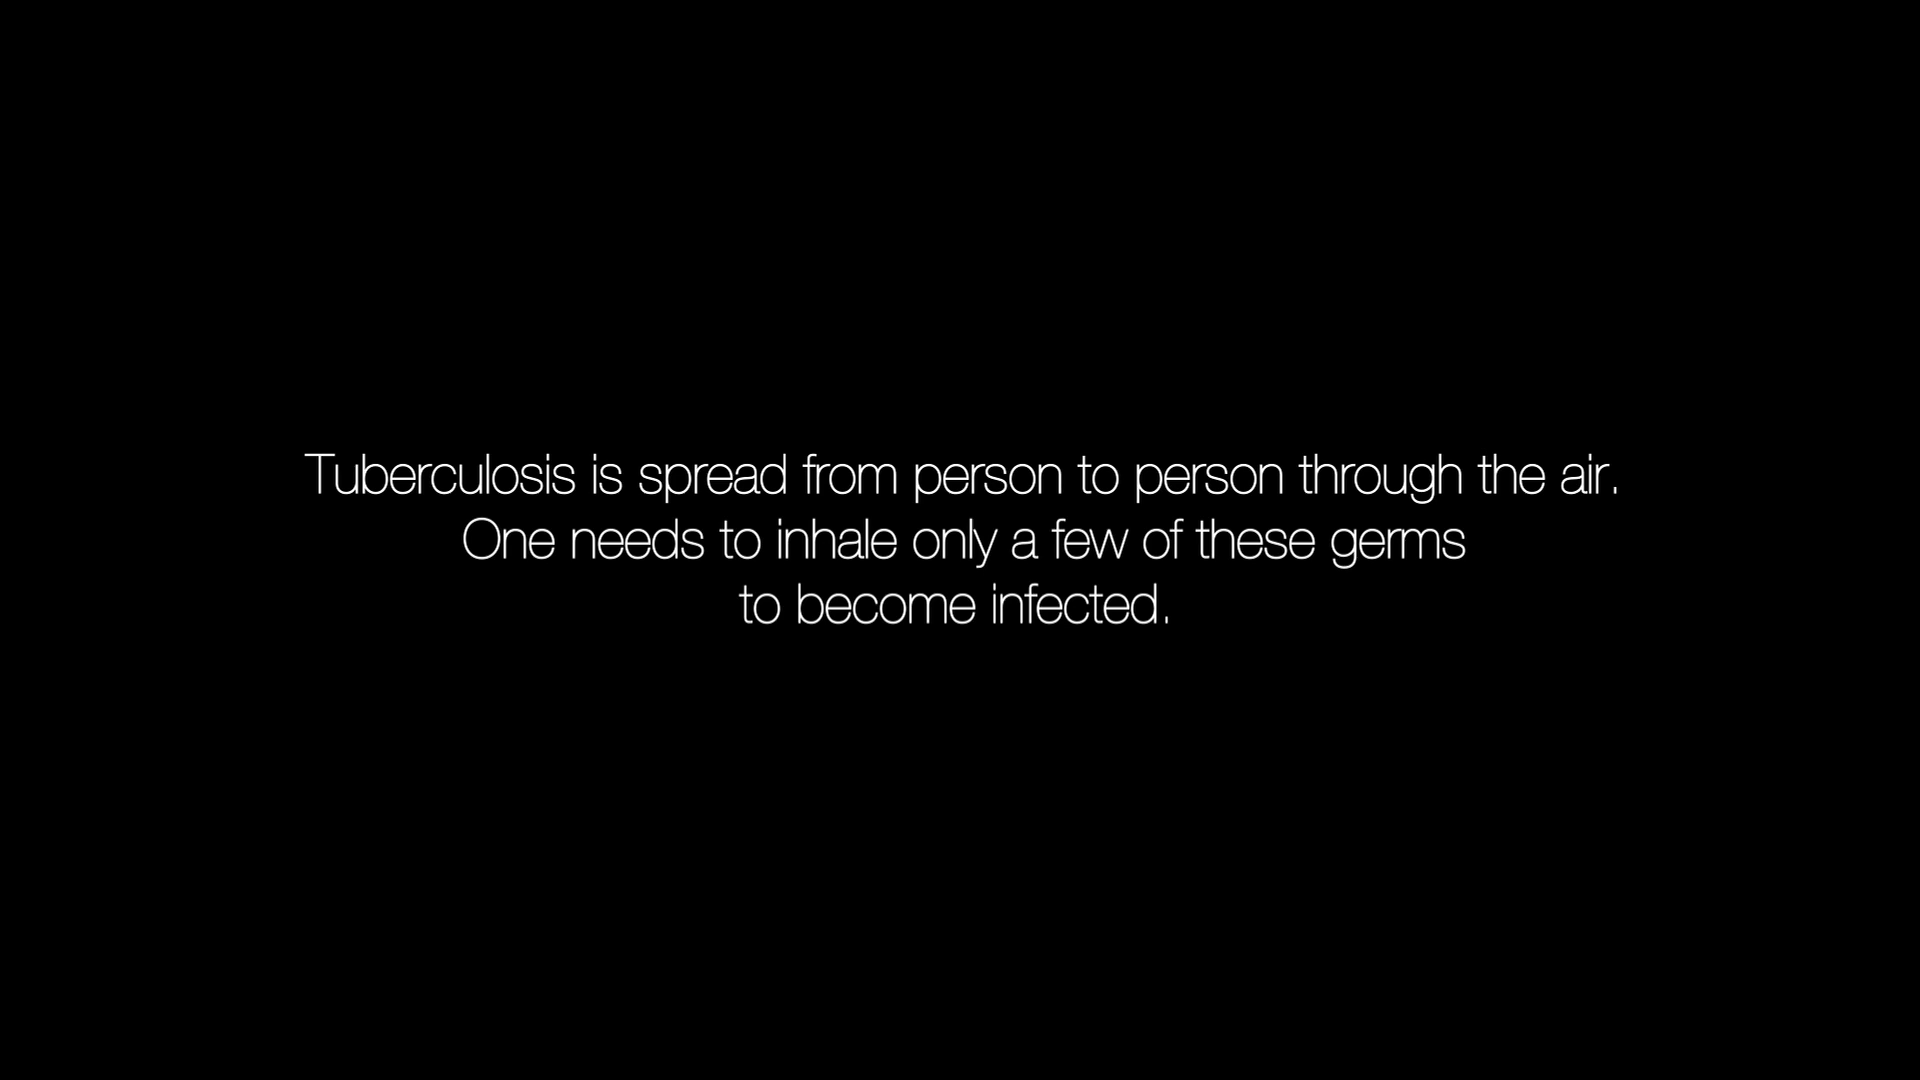 Tuberculosis is spread from person to person through the air.
One needs to inhale only a few of these germs
to become infected.